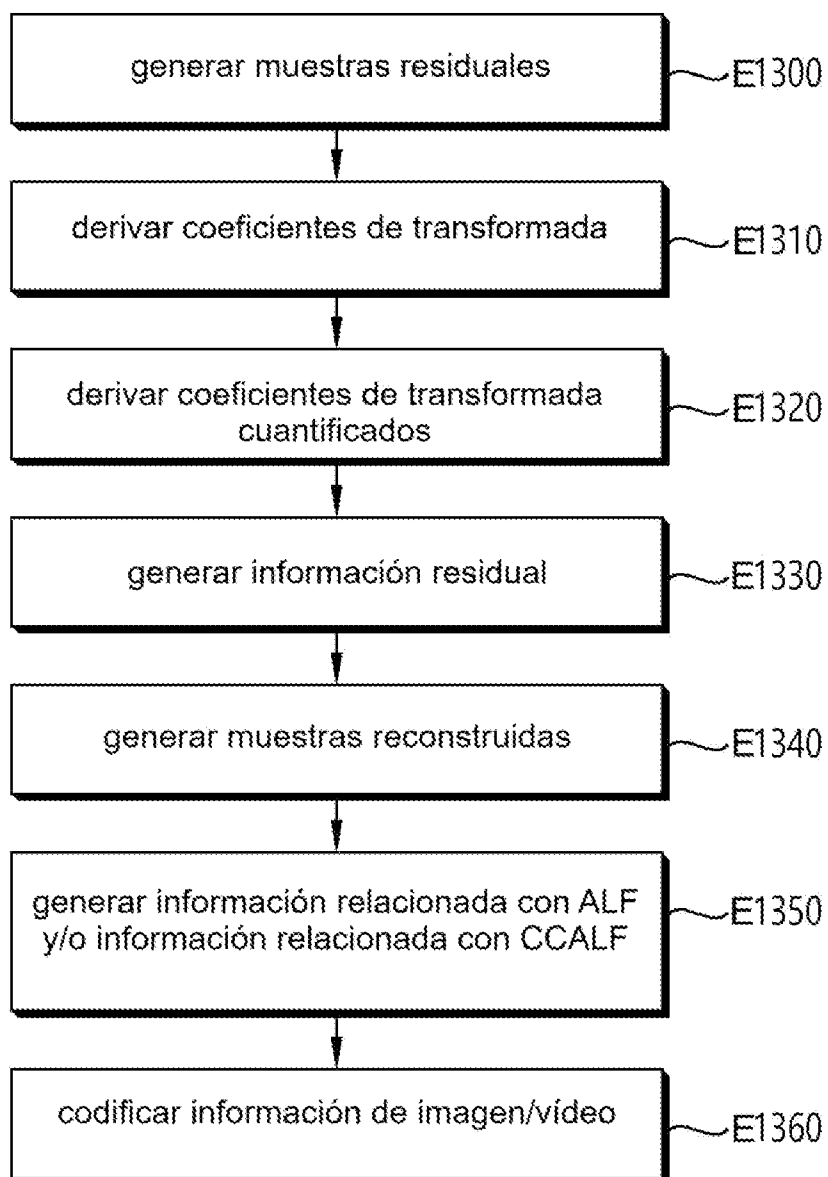 generar muestras residuales
E1300
derivar coeficientes de transformada
E1310
derivar coeficientes de transformada
cuantificados
E1320
generar información residual
E1330
generar muestras reconstruidas
E1340
generar información relacionada con ALF
y/o información relacionada con CCALF
E1350
codificar información de imagen/vídeo
E1360